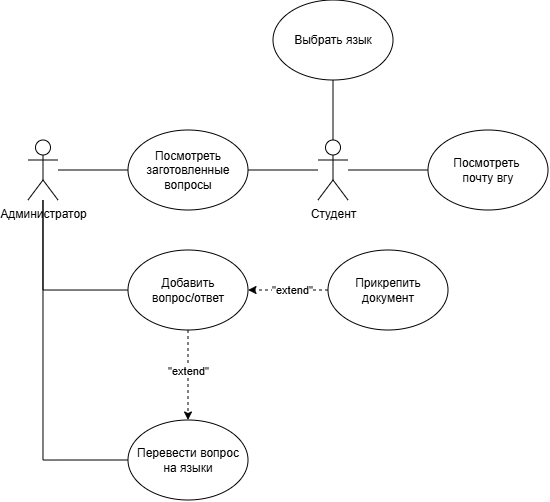 Выбрать язык
Посмотреть
заготовленные
вопросы
Посмотреть
почту вгу
Администратор
Студент
Добавить
вопрос/ответ
"extend"
Прикрепить
документ
"extend"
Перевести вопрос
на языки